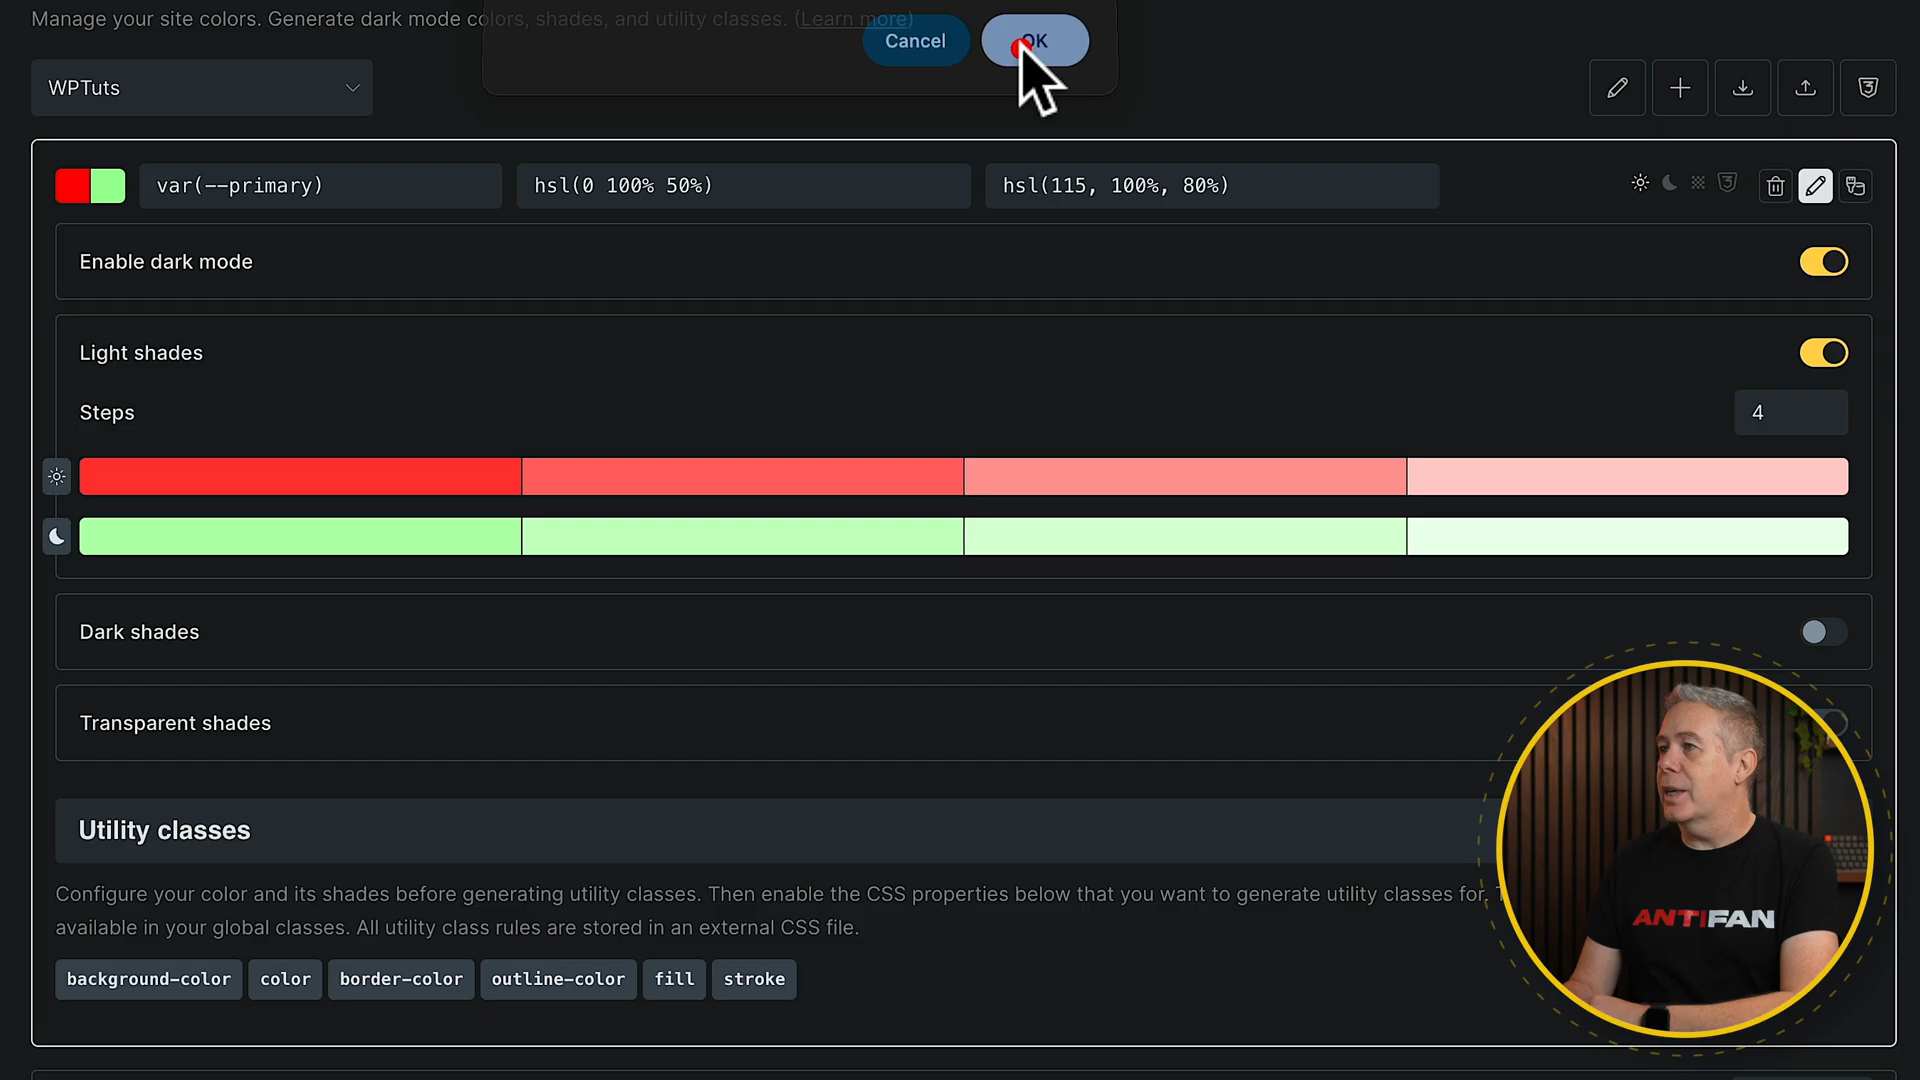 Manage your site colors. Generate dark mode colors, shades, and utility classes. (Learn more)
Cancel
OK
WPTuts
var(--primary)
hsl(0 100% 50%)
hsl(115, 100%, 80%)
Enable dark mode
Light shades
Steps
4
Dark shades
Transparent shades
Utility classes
Configure your color and its shades before generating utility classes. Then enable the CSS properties below that you want to generate utility classes for.
available in your global classes. All utility class rules are stored in an external CSS file.
background-color
color
border-color
outline-color
fill
stroke
ANTIFAN